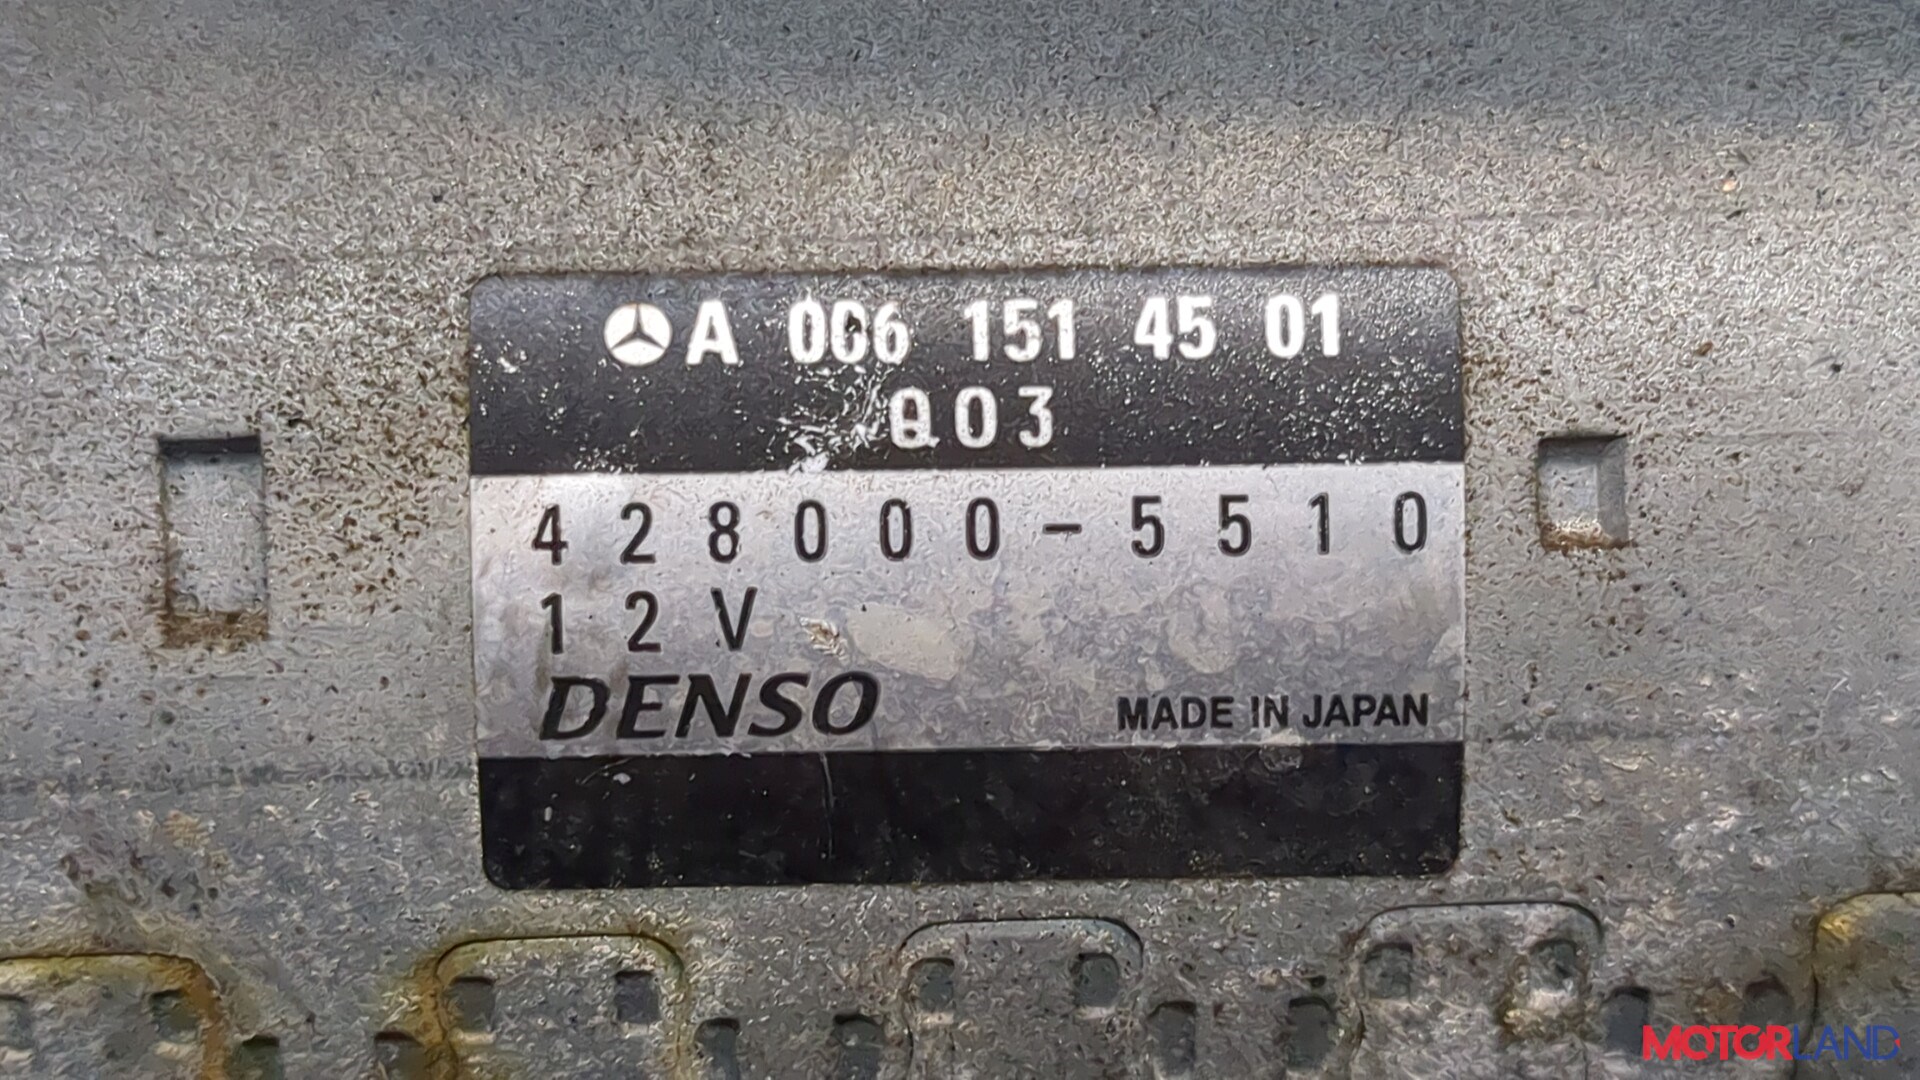 A 006 151 45 01
Q03
428000-5510
12V
DENSO
MADE IN JAPAN
MOTORLAND